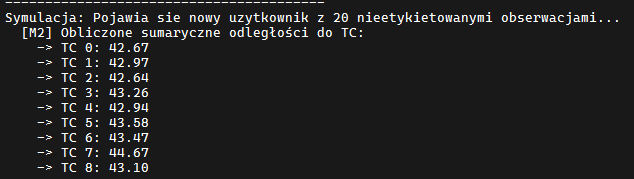 ----------------------------------------
Symulacja: Pojawia sie nowy uzytkownik z 20 nieetykietowanymi obserwacjami...
[M2] Obliczone sumaryczne odległości do TC:
-> TC 0: 42.67
-> TC 1: 42.97
-> TC 2: 42.64
-> TC 3: 43.26
-> TC 4: 42.94
-> TC 5: 43.58
-> TC 6: 43.47
-> TC 7: 44.67
-> TC 8: 43.10